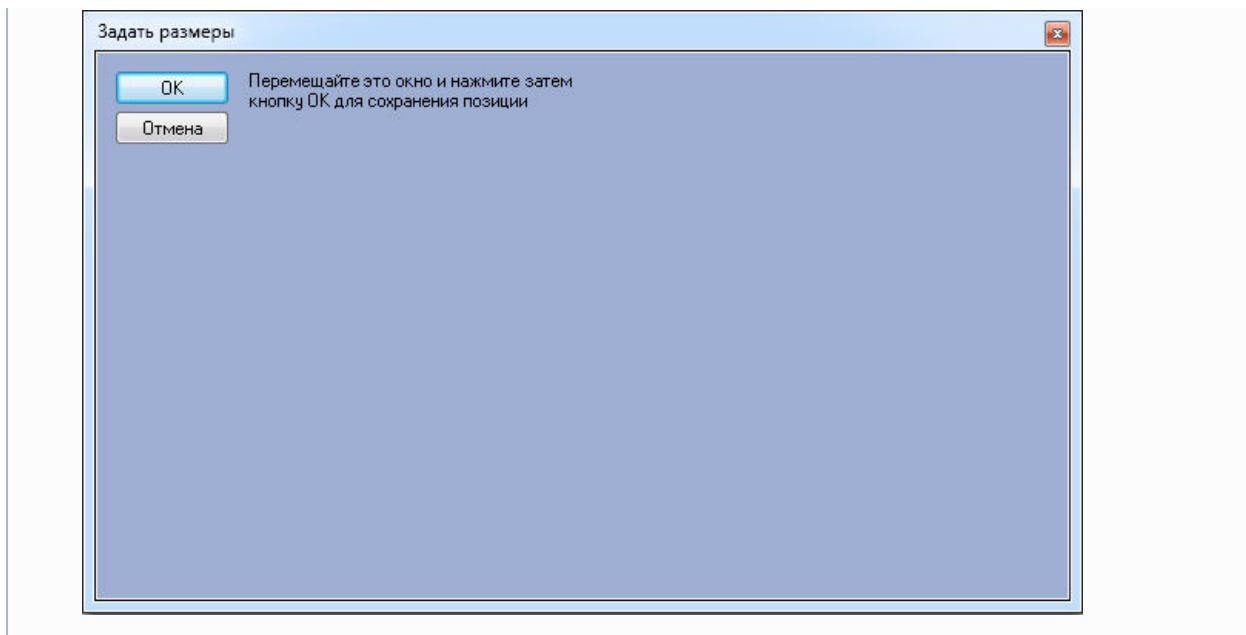 Задать размеры
OK
Перемещайте это окно и нажмите затем
кнопку OK для сохранения позиции
Отмена